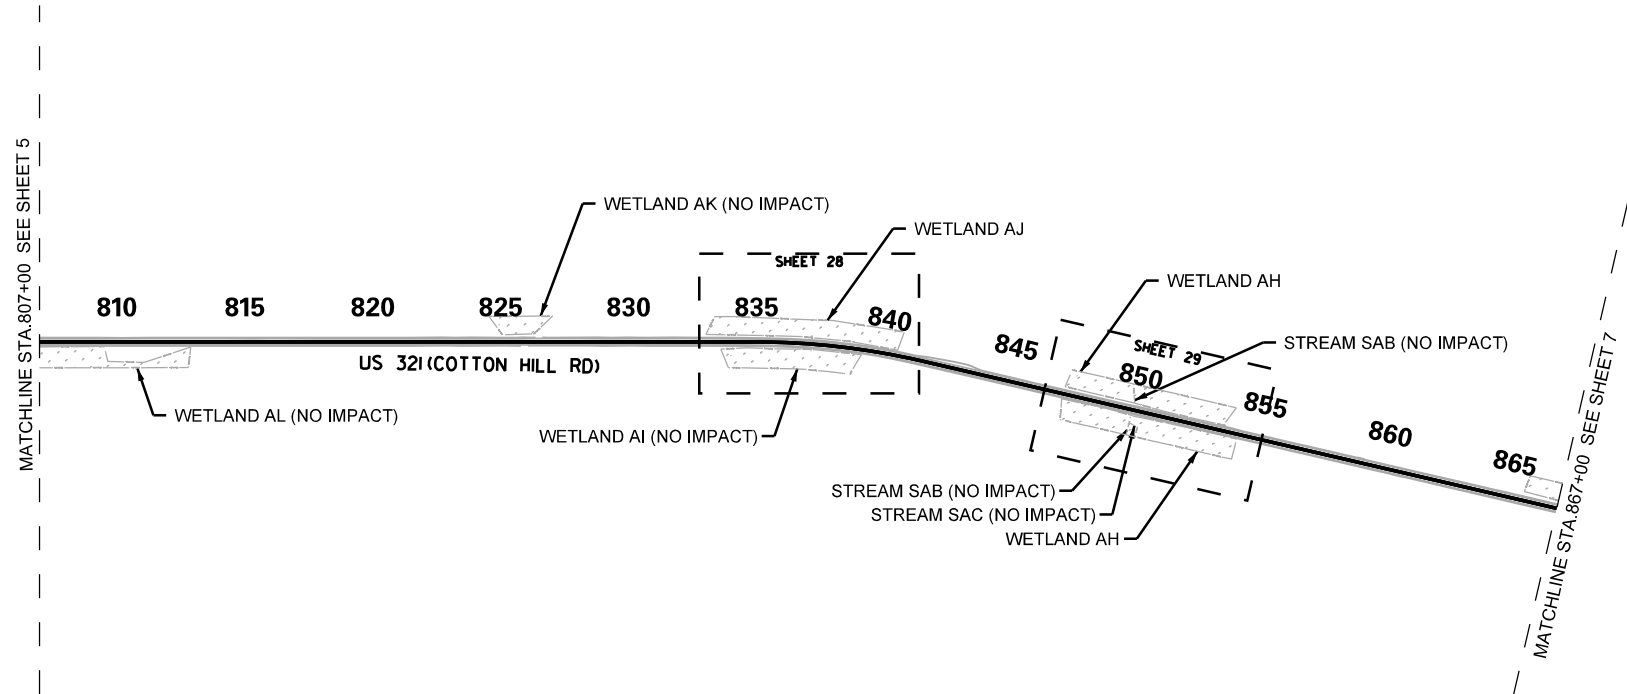 MATCHLINE STA.807+00 SEE SHEET 5
WETLAND AK (NO IMPACT)
WETLAND AJ
SHEET 28
WETLAND AH
810 815 820 825 830 835 840 845 850 855 860 865
SHEET 29
STREAM SAB (NO IMPACT)
US 321(COTTON HILL RD)
WETLAND AL (NO IMPACT)
WETLAND AI (NO IMPACT)
STREAM SAB (NO IMPACT)
STREAM SAC (NO IMPACT)
WETLAND AH
MATCHLINE STA.867+00 SEE SHEET 7